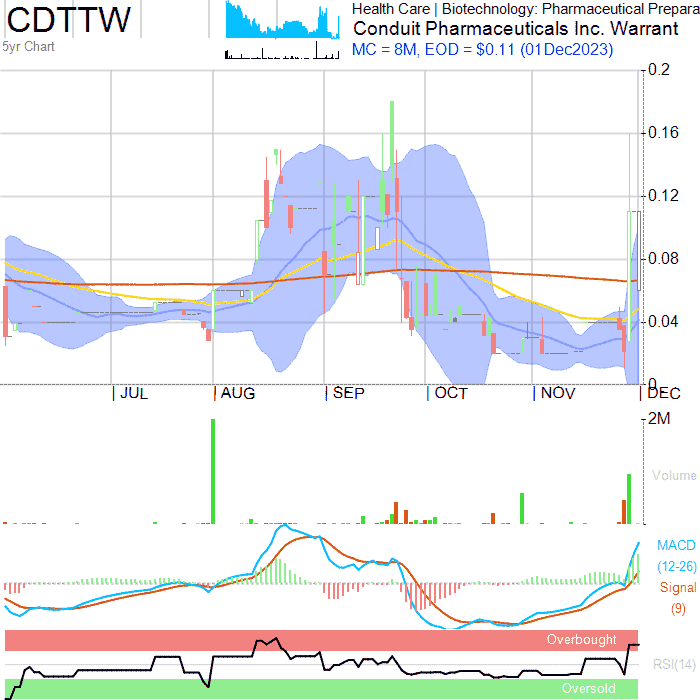 CDTTW
5yr Chart
Health Care | Biotechnology: Pharmaceutical Prepara
Conduit Pharmaceuticals Inc. Warrant
MC = 8M, EOD = $0.11 (01Dec2023)
0.2
0.16
0.12
0.08
0.04
0
JUL AUG SEP OCT NOV DEC
2M
Volume
MACD
(12-26)
Signal
(9)
Overbought
RSI(14)
Oversold